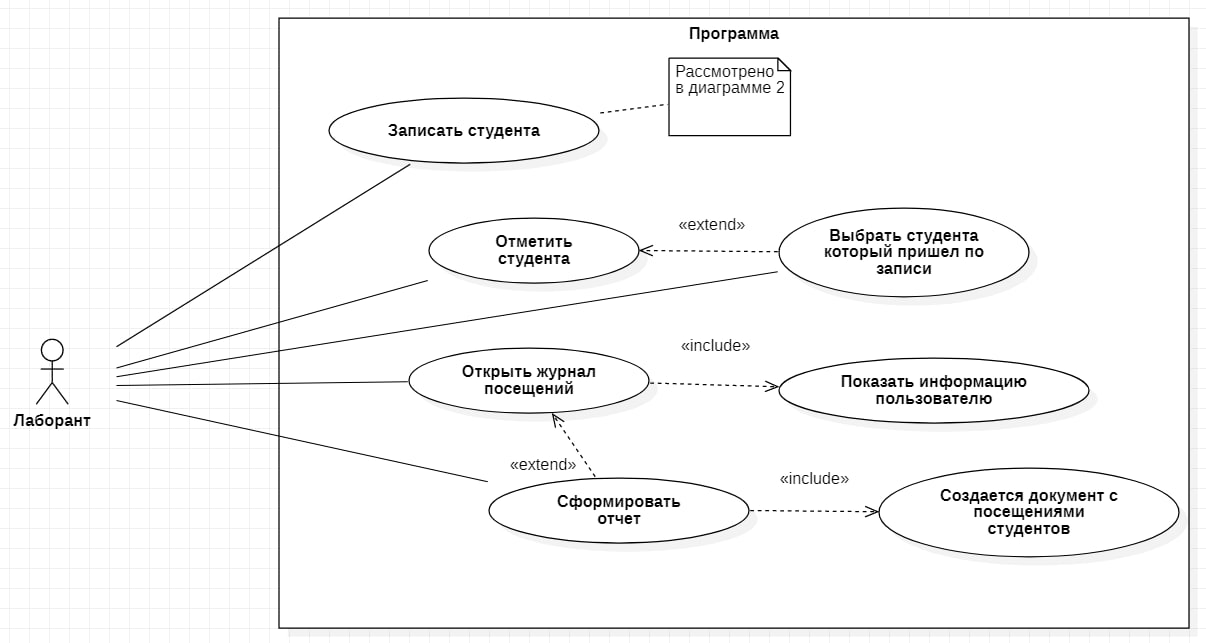 Программа
Рассмотрено
в диаграмме 2
Записать студента
Отметить
студента
«extend»
Выбрать студента
который пришел по
записи
«include»
Открыть журнал
посещений
Показать информацию
пользователю
Лаборант
«extend»
«include»
Сформировать
отчет
Создается документ с
посещениями
студентов